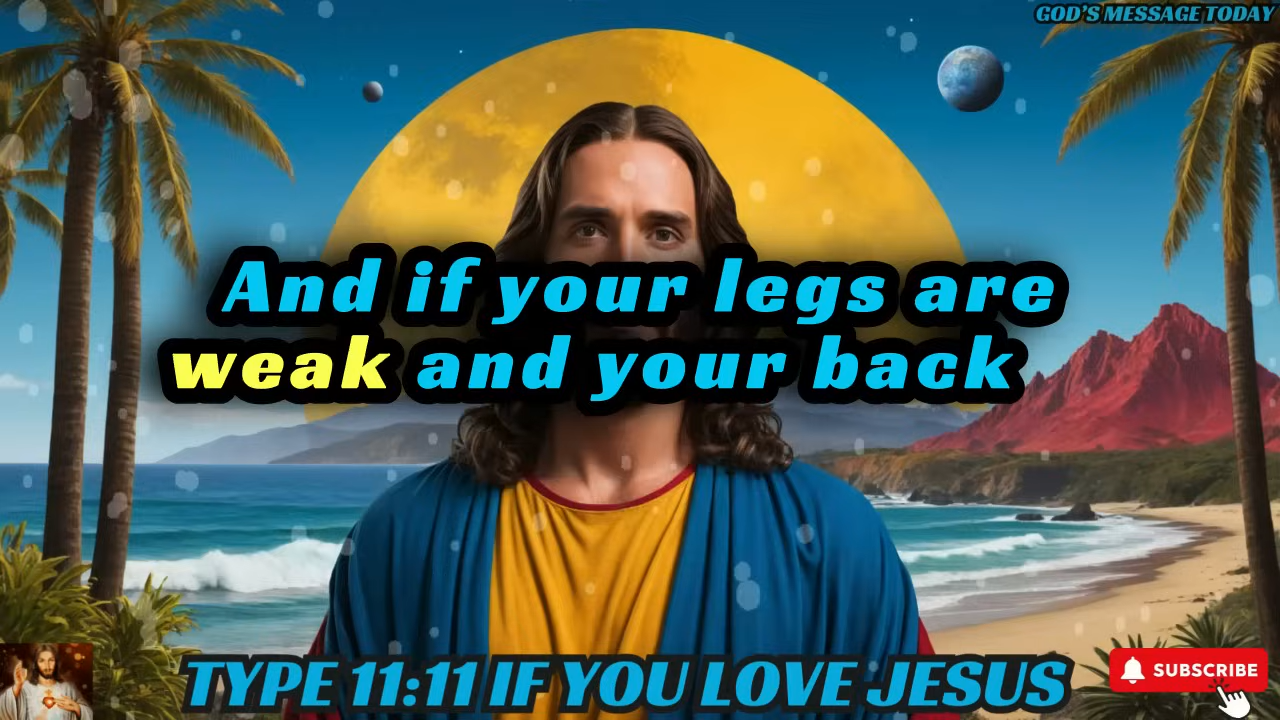 GOD'S MESSAGE TODAY
And if your legs are
weak and your back
TYPE 11:11 IF YOU LOVE JESUS
SUBSCRIBE